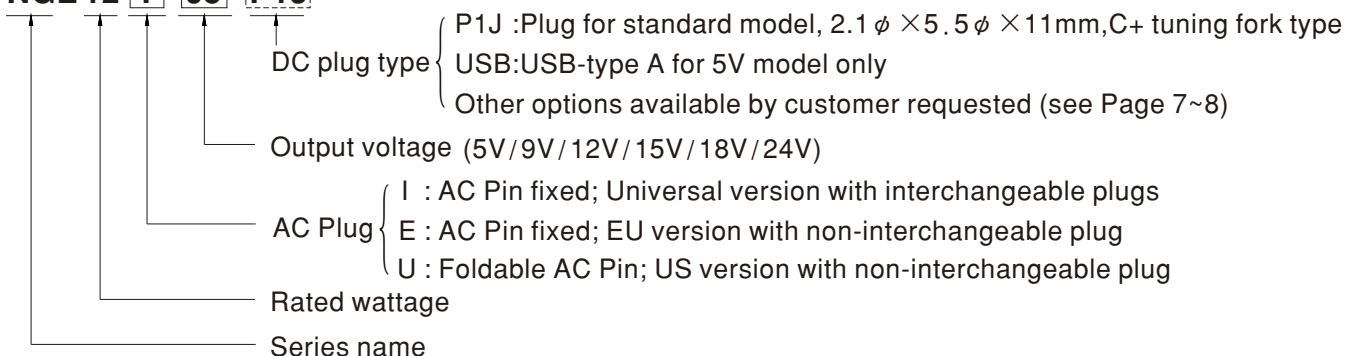 DC plug type
P1J :Plug for standard model, 2.1φ×5.5φ×11mm,C+ tuning fork type
USB:USB-type A for 5V model only
Other options available by customer requested (see Page 7~8)
Output voltage (5V/9V/12V/15V/18V/24V)
AC Plug
I : AC Pin fixed; Universal version with interchangeable plugs
E : AC Pin fixed; EU version with non-interchangeable plug
U : Foldable AC Pin; US version with non-interchangeable plug
Rated wattage
Series name